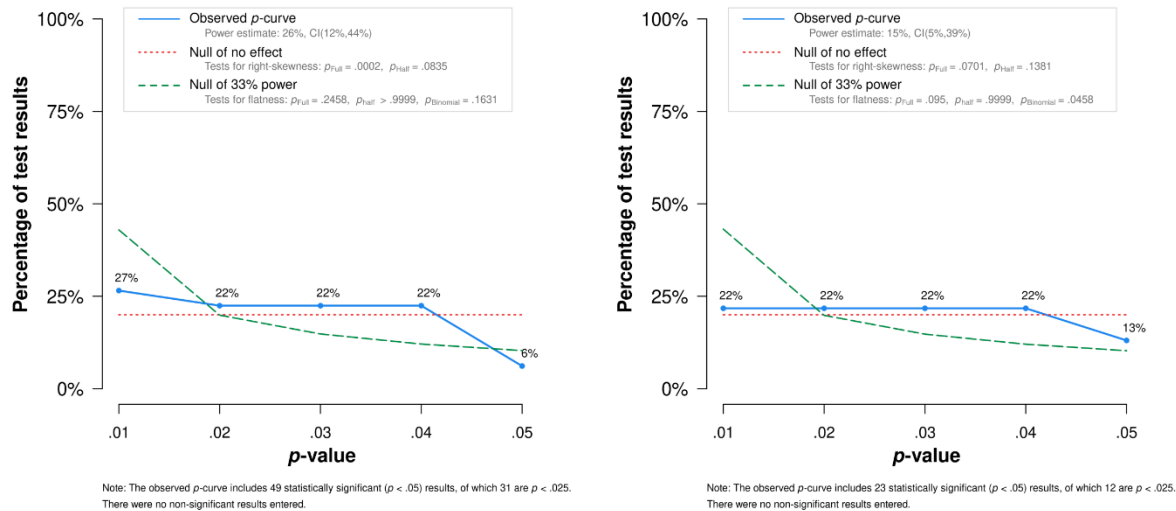 100%
75%
50%
25%
0%
Percentage of test results
Observed p-curve
Power estimate: 26%, CI(12%,44%)
Null of no effect
Tests for right-skewness: pFull = .0002, pHalf = .0835
Null of 33% power
Tests for flatness: pFull = .2458, phalf > .9999, pBinomial = .1631
27%
22%
22%
22%
6%
.01 .02 .03 .04 .05
p-value
Note: The observed p-curve includes 49 statistically significant (p < .05) results, of which 31 are p < .025.
There were no non-significant results entered.
100%
75%
50%
25%
0%
Percentage of test results
Observed p-curve
Power estimate: 15%, CI(5%,39%)
Null of no effect
Tests for right-skewness: pFull = .0701, pHalf = .1381
Null of 33% power
Tests for flatness: pFull = .095, phalf = .9999, pBinomial = .0458
22%
22%
22%
22%
13%
.01 .02 .03 .04 .05
p-value
Note: The observed p-curve includes 23 statistically significant (p < .05) results, of which 12 are p < .025.
There were no non-significant results entered.